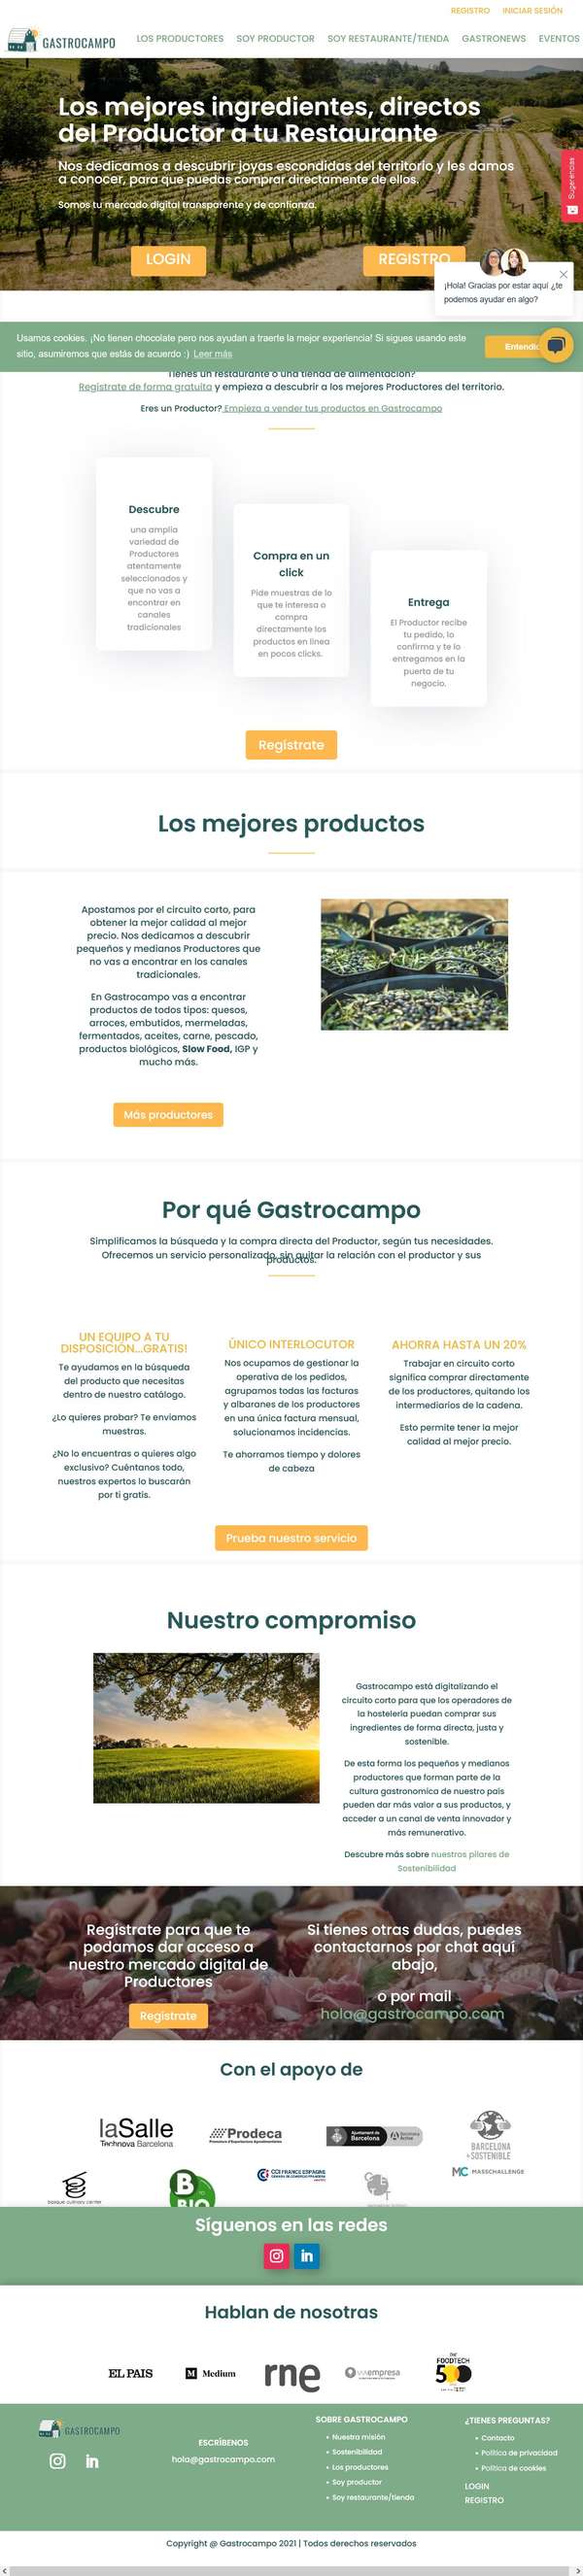 REGISTRO INICIAR SESIÓN
GASTROCAMPO
LOS PRODUCTORES SOY PRODUCTOR SOY RESTAURANTE/TIENDA GASTRONEWS EVENTOS
Los mejores ingredientes, directos
del Productor a tu Restaurante
Nos dedicamos a descubrir joyas escondidas del territorio y les damos
a conocer, para que puedas comprar directamente de ellos.
Somos tu mercado digital transparente y de confianza.
Sugerencias
LOGIN
REGISTRO
¡Hola! Gracias por estar aquí ¿te
podemos ayudar en algo?
Usamos cookies. ¡No tienen chocolate pero nos ayudan a traerte la mejor experiencia! Si sigues usando este
sitio, asumiremos que estás de acuerdo :) Leer más
Tienes un restaurante o una tienda de alimentación?
Regístrate de forma gratuita y empieza a descubrir a los mejores Productores del territorio.
Eres un Productor? Empieza a vender tus productos en Gastrocampo
Descubre
una amplia
variedad de
Productores
atentamente
seleccionados y
que no vas a
encontrar en
canales
tradicionales
Compra en un
click
Pide muestras de lo
que te interesa o
compra
directamente los
productos en línea
en pocos clicks.
Entrega
El Productor recibe
tu pedido, lo
confirma y te lo
entregamos en la
puerta de tu
negocio.
Regístrate
Los mejores productos
Apostamos por el circuito corto, para
obtener la mejor calidad al mejor
precio. Nos dedicamos a descubrir
pequeños y medianos Productores que
no vas a encontrar en los canales
tradicionales.
En Gastrocampo vas a encontrar
productos de todos tipos: quesos,
arroces, embutidos, mermeladas,
fermentados, aceites, carne, pescado,
productos biológicos, Slow Food, IGP y
mucho más.
Más productores
Por qué Gastrocampo
Simplificamos la búsqueda y la compra directa del Productor, según tus necesidades.
Ofrecemos un servicio personalizado, sin quitar la relación con el productor y sus
productos.
UN EQUIPO A TU
DISPOSICIÓN...GRATIS!
Te ayudamos en la búsqueda
del producto que necesitas
dentro de nuestro catálogo.
¿Lo quieres probar? Te enviamos
muestras.
¿No lo encuentras o quieres algo
exclusivo? Cuéntanos todo,
nuestros expertos lo buscarán
por ti gratis.
ÚNICO INTERLOCUTOR
Nos ocupamos de gestionar la
operativa de los pedidos,
agrupamos todas las facturas
y albaranes de los productores
en una única factura mensual,
solucionamos incidencias.
Te ahorramos tiempo y dolores
de cabeza
AHORRA HASTA UN 20%
Trabajar en circuito corto
significa comprar directamente
de los productores, quitando los
intermediarios de la cadena.
Esto permite tener la mejor
calidad al mejor precio.
Prueba nuestro servicio
Nuestro compromiso
Gastrocampo está digitalizando el
circuito corto para que los operadores de
la hostelería puedan comprar sus
ingredientes de forma directa, justa y
sostenible.
De esta forma los pequeños y medianos
productores que forman parte de la
cultura gastronomica de nuestro país
pueden dar más valor a sus productos, y
acceder a un canal de venta innovador y
más remunerativo.
Descubre más sobre nuestros pilares de
Sostenibilidad
Regístrate para que te
podamos dar acceso a
nuestro mercado digital de
Productores
Regístrate
Si tienes otras dudas, puedes
contactarnos por chat aquí
abajo,
o por mail
hola@gastrocampo.com
Con el apoyo de
laSalle
Technova Barcelona
Prodeca
Ajuntament de
Barcelona
Barcelona
Activa
BARCELONA
+SOSTENIBLE
basque culinary center
B
BIO
CCI FRANCE ESPAGNE
MC MASSCHALLENGE
Síguenos en las redes
Hablan de nosotras
EL PAIS
Medium
rne
viaempresa
FOODTECH
500
GASTROCAMPO
ESCRÍBENOS
hola@gastrocampo.com
SOBRE GASTROCAMPO
Nuestra misión
Sostenibilidad
Los productores
Soy productor
Soy restaurante/tienda
¿TIENES PREGUNTAS?
Contacto
Política de privacidad
Política de cookies
LOGIN
REGISTRO
Copyright @ Gastrocampo 2021 | Todos derechos reservados